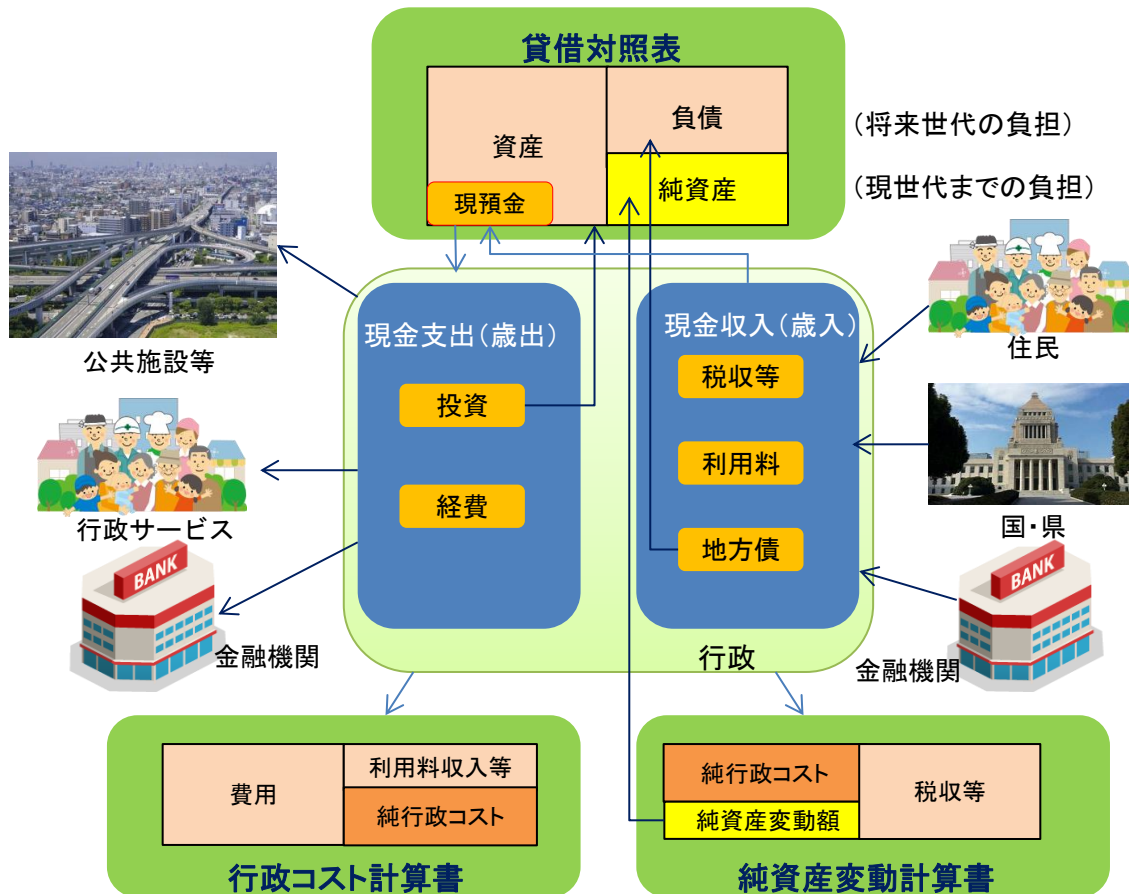 貸借対照表
資産
負債
純資産
現預金
(将来世代の負担)
(現世代までの負担)
公共施設等
現金支出(歳出)
投資
経費
現金収入(歳入)
税収等
利用料
地方債
住民
国・県
行政サービス
BANK
金融機関
BANK
金融機関
行政
費用
利用料収入等
純行政コスト
行政コスト計算書
純行政コスト
純資産変動額
税収等
純資産変動計算書